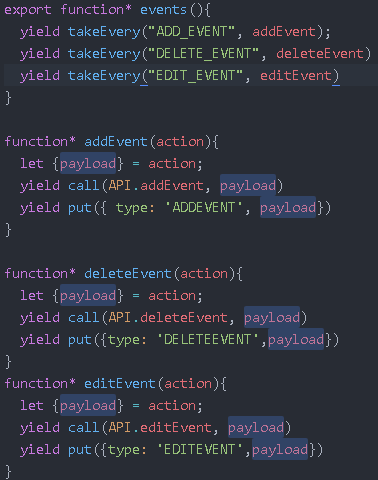 export function* events(){
  yield takeEvery("ADD_EVENT", addEvent);
  yield takeEvery("DELETE_EVENT", deleteEvent)
  yield takeEvery("EDIT_EVENT", editEvent)
}

function* addEvent(action){
  let {payload} = action;
  yield call(API.addEvent, payload)
  yield put({ type: 'ADDEVENT', payload})
}

function* deleteEvent(action){
  let {payload} = action;
  yield call(API.deleteEvent, payload)
  yield put({type: 'DELETEEVENT',payload})
}
function* editEvent(action){
  let {payload} = action;
  yield call(API.editEvent, payload)
  yield put({type: 'EDITEVENT',payload})
}